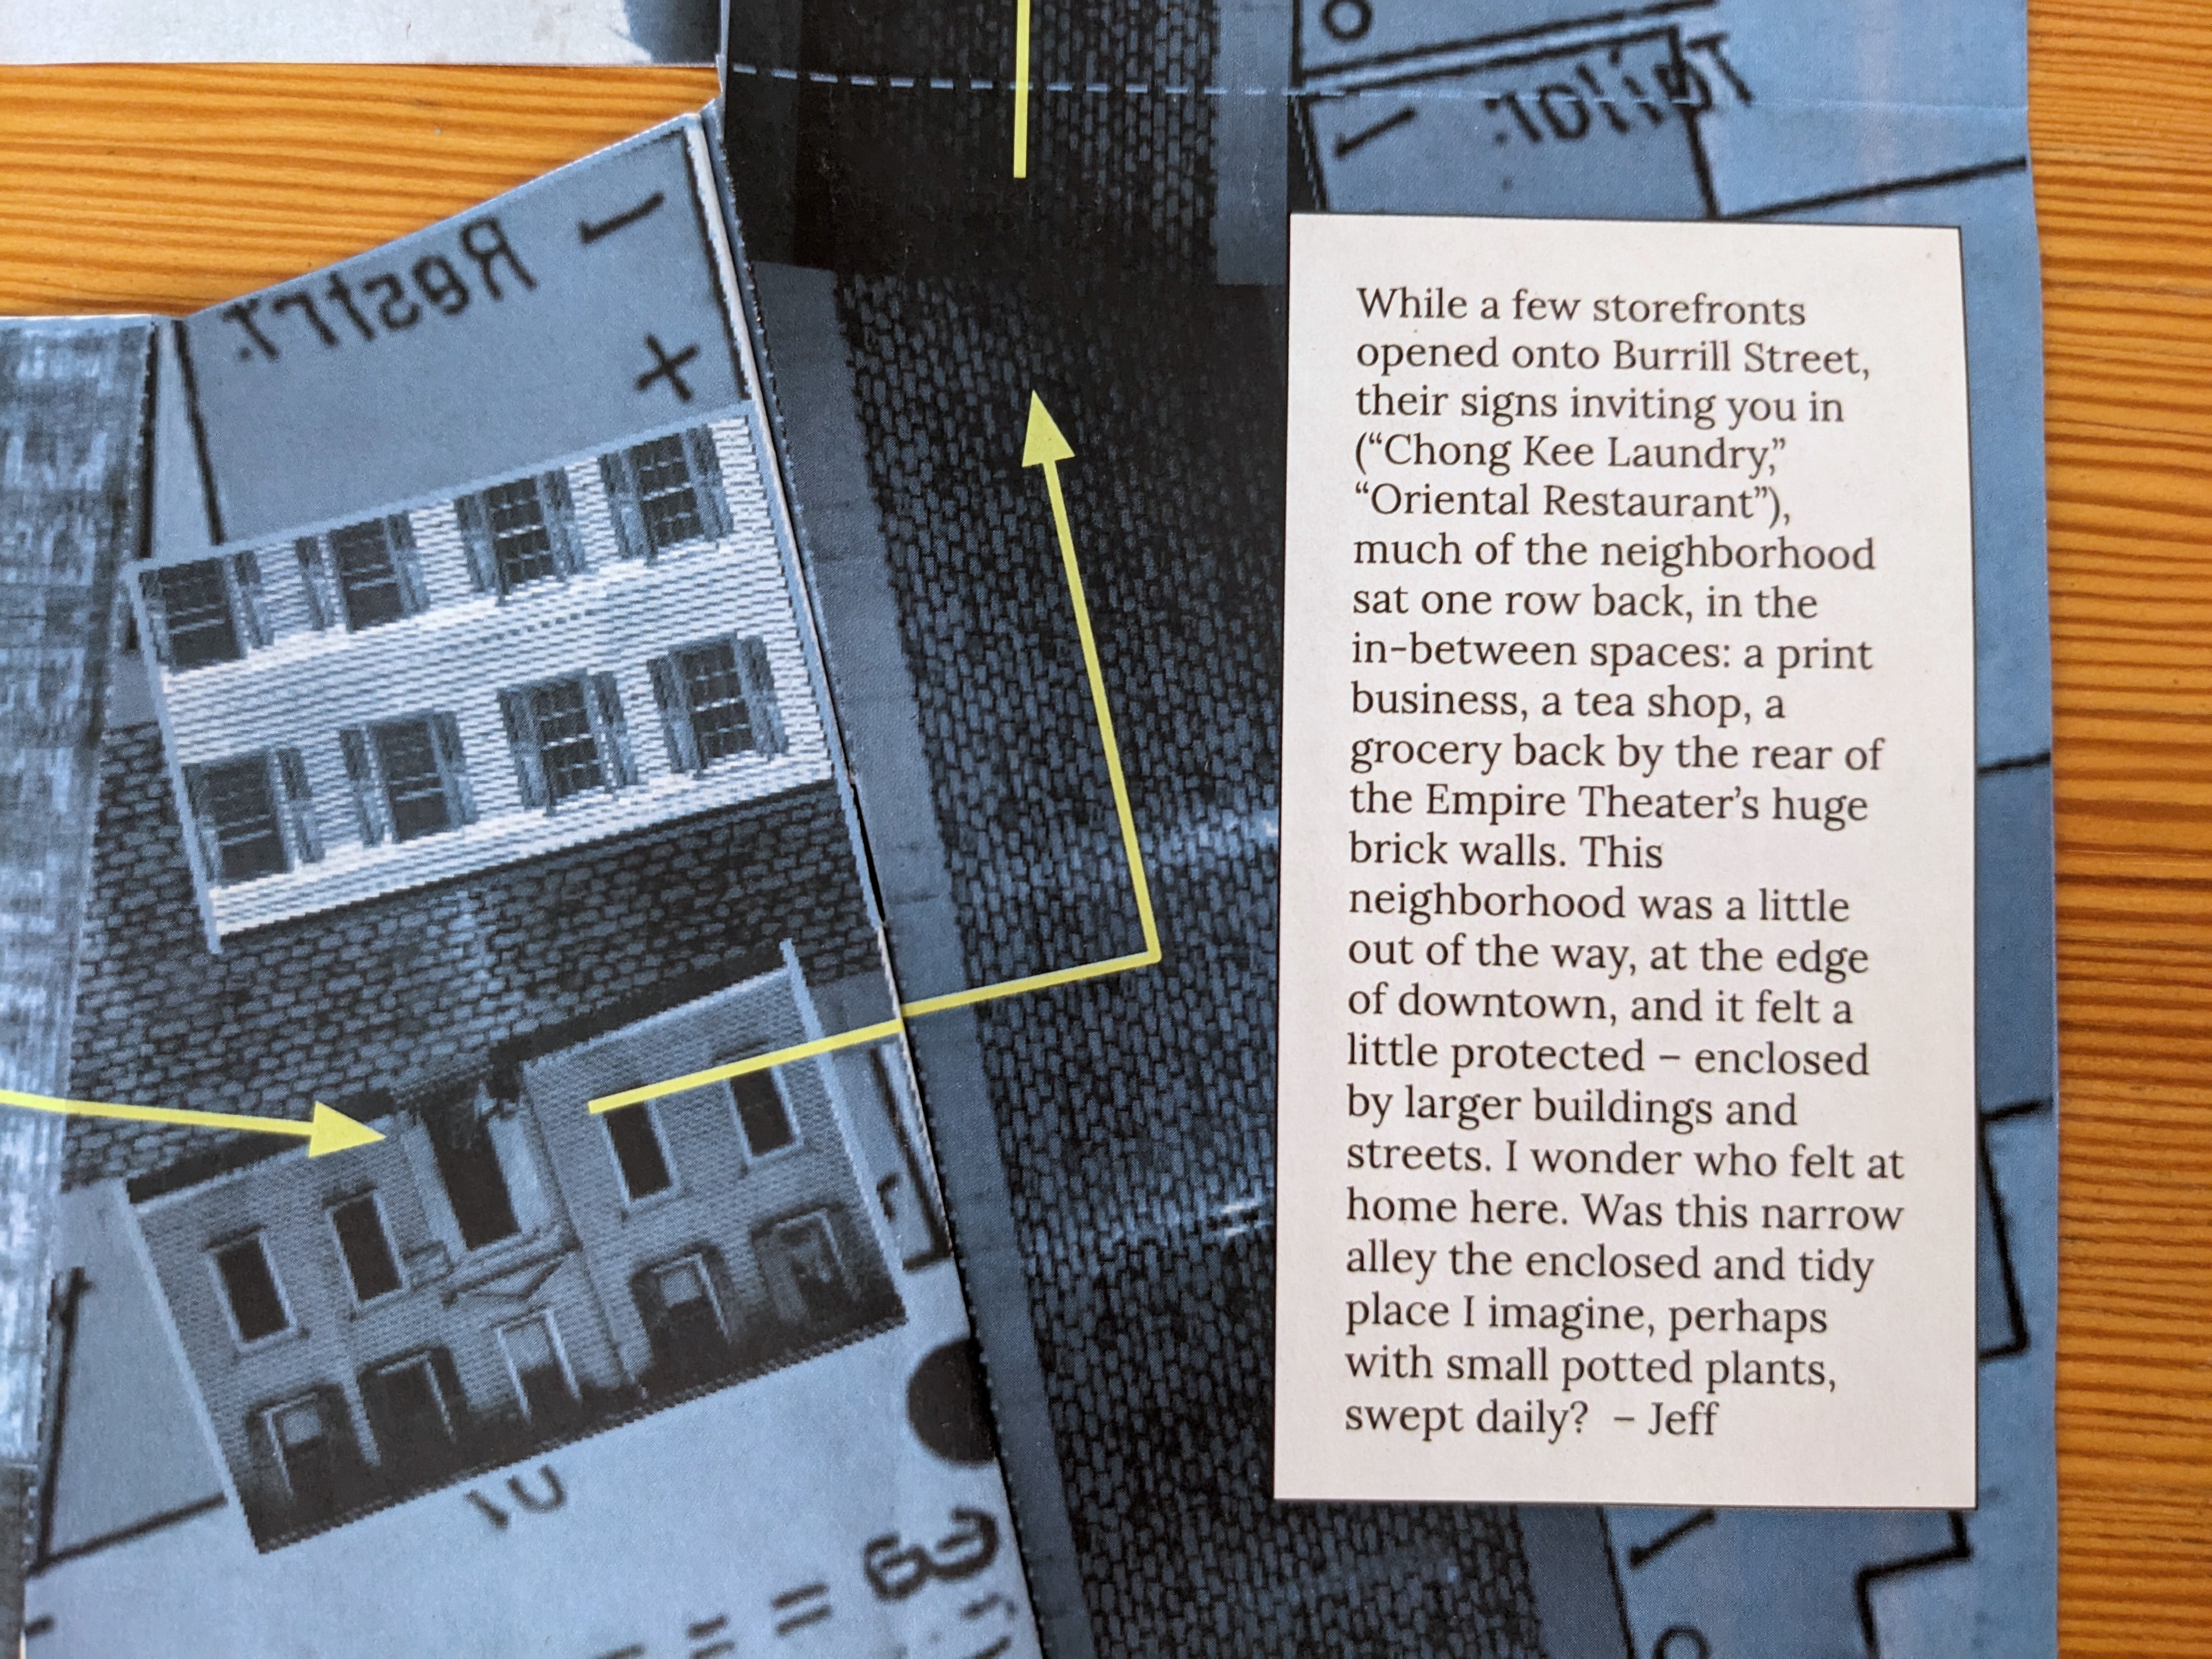 Tailor.
Restr't.
While a few storefronts
opened onto Burrill Street,
their signs inviting you in
(“Chong Kee Laundry,”
“Oriental Restaurant”),
much of the neighborhood
sat one row back, in the
in-between spaces: a print
business, a tea shop, a
grocery back by the rear of
the Empire Theater’s huge
brick walls. This
neighborhood was a little
out of the way, at the edge
of downtown, and it felt a
little protected – enclosed
by larger buildings and
streets. I wonder who felt at
home here. Was this narrow
alley the enclosed and tidy
place I imagine, perhaps
with small potted plants,
swept daily? – Jeff